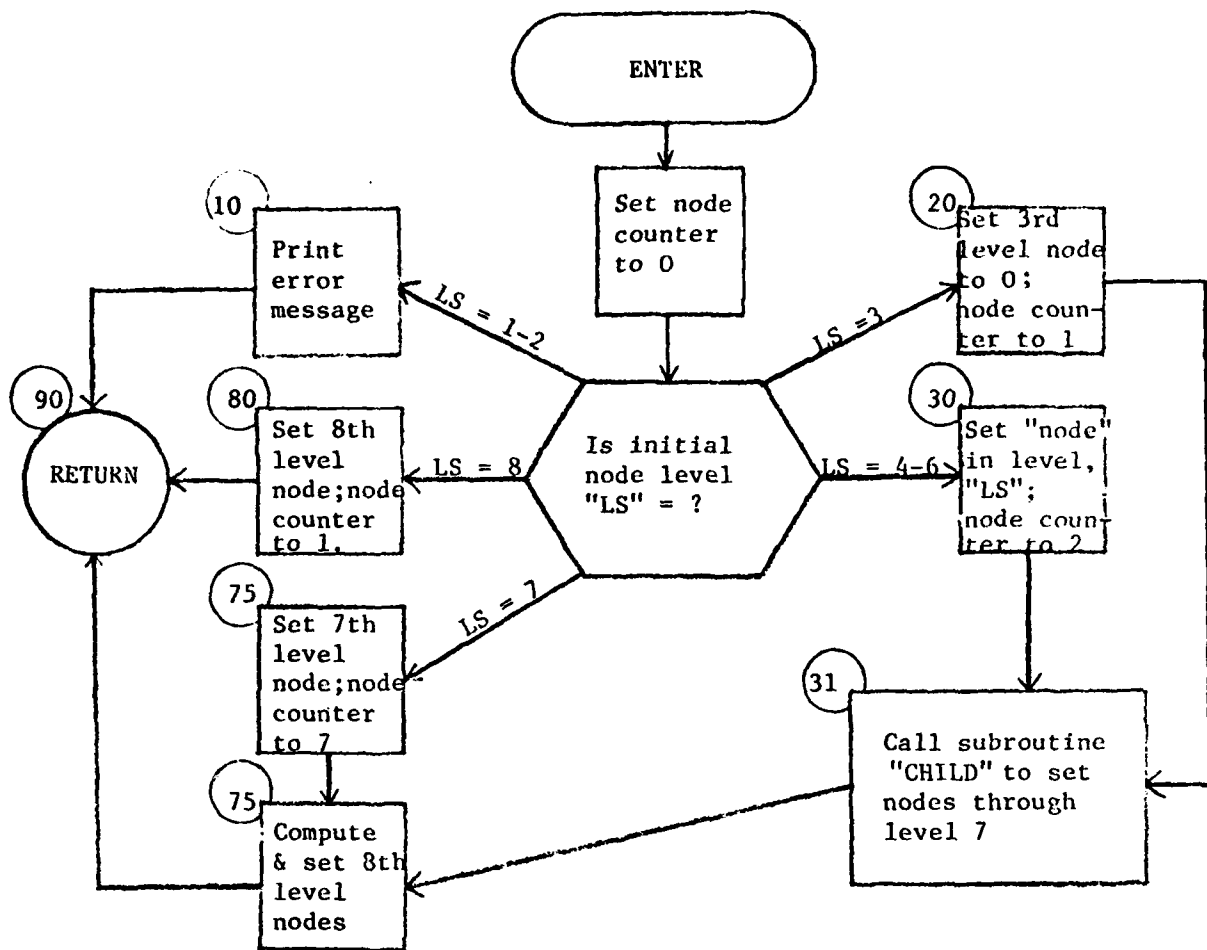 ENTER
Set node
counter
to 0
10
Print
error
message
LS = 1-2
20
Set 3rd
level node
to 0;
node coun-
ter to 1
LS =3
90
RETURN
80
Set 8th
level
node;node
counter
to 1.
LS = 8
Is initial
node level
"LS" = ?
LS = 4-6
30
Set "node"
in level,
"LS";
node coun-
ter to 2
75
Set 7th
level
node;node
counter
to 7
LS = 7
31
Call subroutine
"CHILD" to set
nodes through
level 7
75
Compute
& set 8th
level
nodes